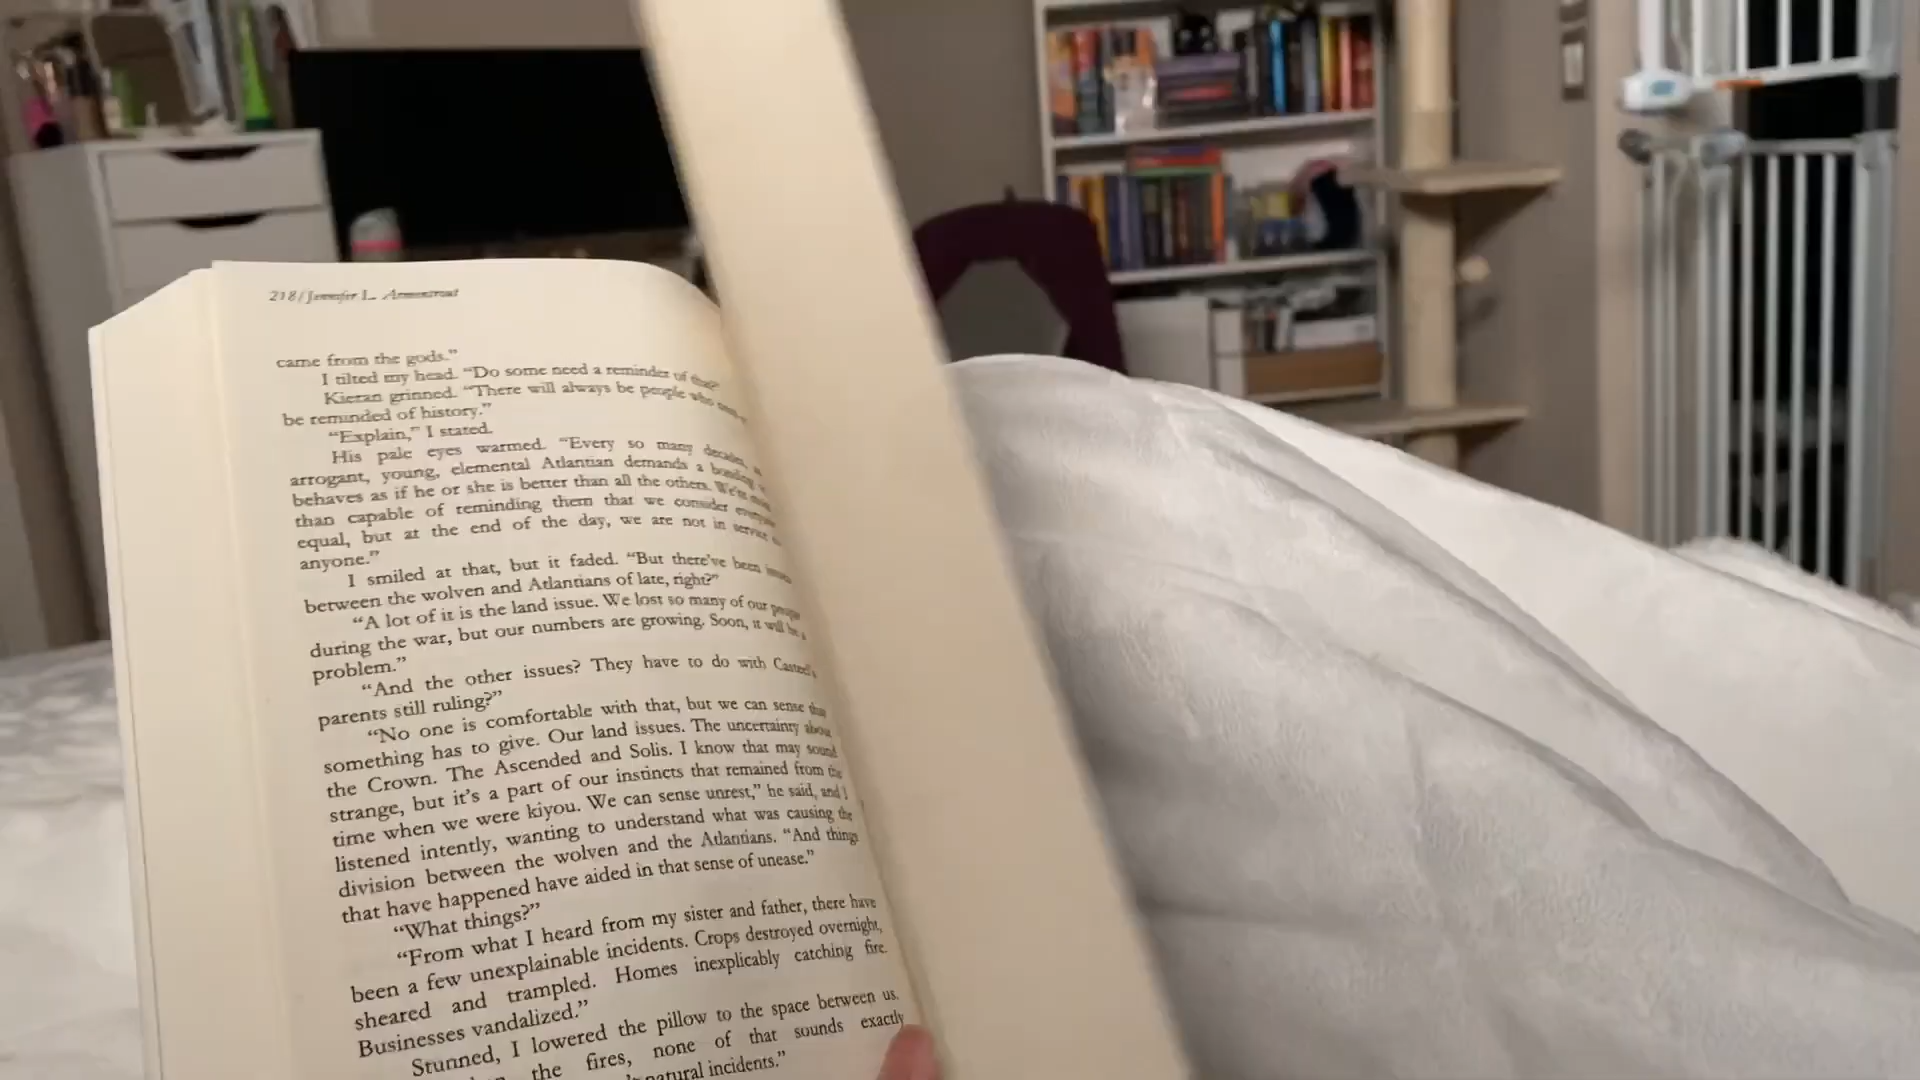 218/Jennifer L. Armentrout
came from the gods.”
I tilted my head. “Do some need a reminder of that?
Kieran grinned. “There will always be people who
be reminded of history.”
“Explain,” I stated.
His pale eyes warmed. “Every so many decades,
arrogant, young, elemental Atlantian demands a bonding
behaves as if he or she is better than all the others. We're
than capable of reminding them that we consider
equal, but at the end of the day, we are not in service
anyone.”
I smiled at that, but it faded. “But there've been
between the wolven and Atlantians of late, right?”
“A lot of it is the land issue. We lost so many of our people
during the war, but our numbers are growing. Soon, it will be a
problem.”
“And the other issues? They have to do with Casteel's
parents still ruling?”
“No one is comfortable with that, but we can sense that
something has to give. Our land issues. The uncertainty about
the Crown. The Ascended and Solis. I know that may sound
strange, but it's a part of our instincts that remained from the
time when we were kiyou. We can sense unrest,” he said, and I
listened intently, wanting to understand what was causing the
division between the wolven and the Atlantians. “And things
that have happened have aided in that sense of unease.”
“What things?”
“From what I heard from my sister and father, there have
been a few unexplainable incidents. Crops destroyed overnight,
sheared and trampled. Homes inexplicably catching fire.
Businesses vandalized.”
Stunned, I lowered the pillow to the space between us.
the fires, none of that sounds exactly
natural incidents.”